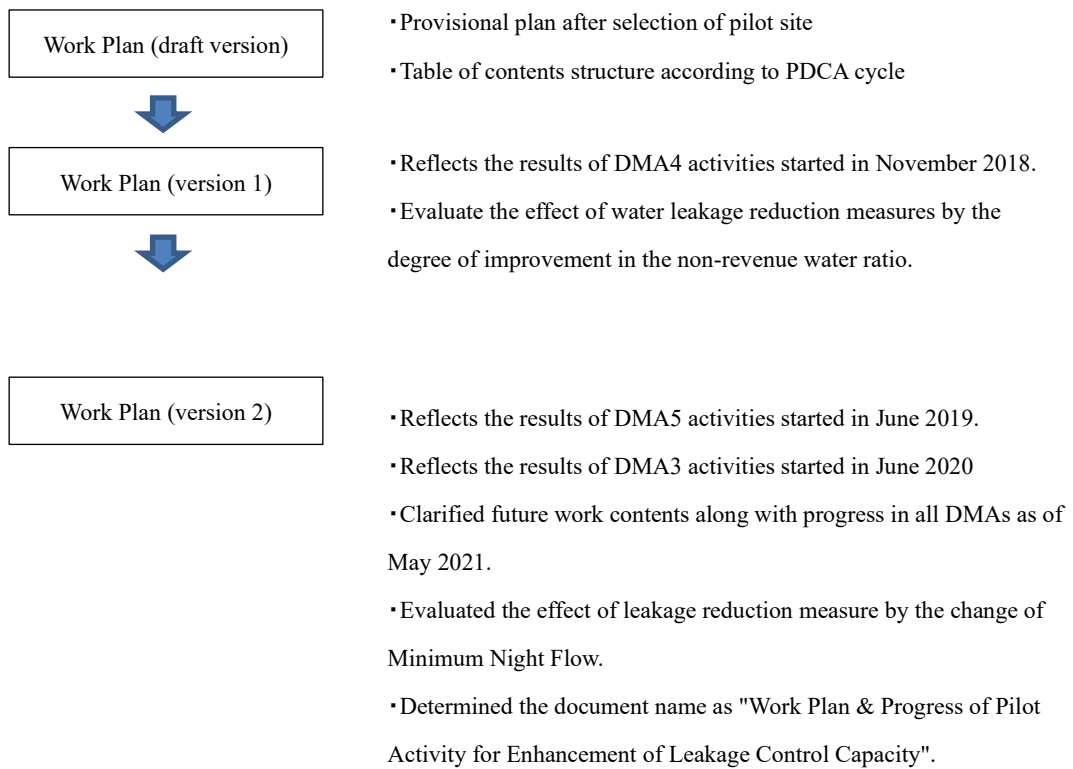 Work Plan (draft version)
・Provisional plan after selection of pilot site
・Table of contents structure according to PDCA cycle
Work Plan (version 1)
・Reflects the results of DMA4 activities started in November 2018.
・Evaluate the effect of water leakage reduction measures by the
degree of improvement in the non-revenue water ratio.
Work Plan (version 2)
・Reflects the results of DMA5 activities started in June 2019.
・Reflects the results of DMA3 activities started in June 2020
・Clarified future work contents along with progress in all DMAs as of
May 2021.
・Evaluated the effect of leakage reduction measure by the change of
Minimum Night Flow.
・Determined the document name as "Work Plan & Progress of Pilot
Activity for Enhancement of Leakage Control Capacity".